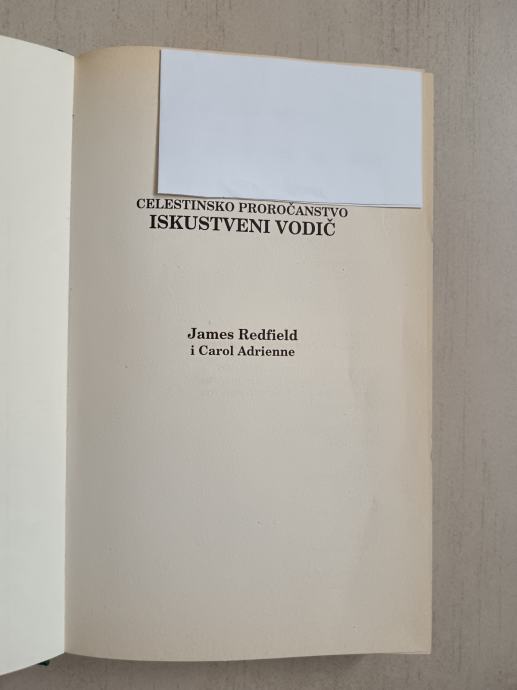 CELESTINSKO PROROČANSTVO
ISKUSTVENI VODIČ
James Redfield
i Carol Adrienne